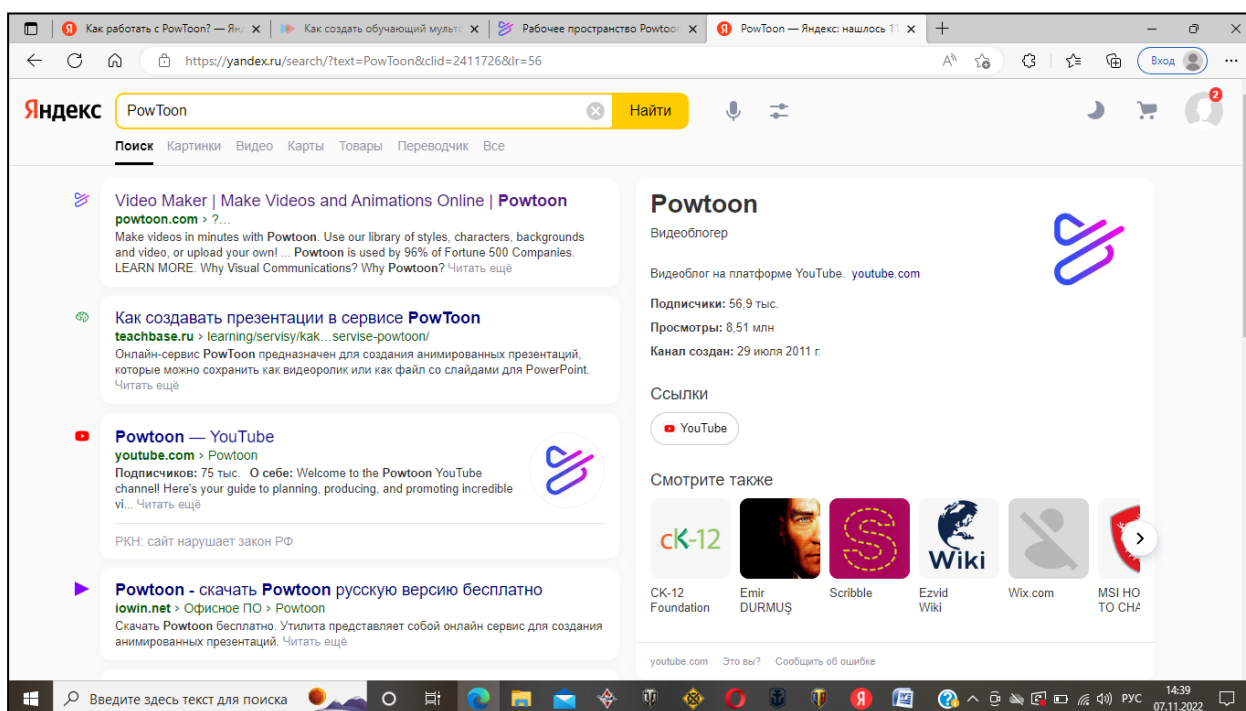 Как работать с PowToon? — Ян
Как создать обучающий мульт
Рабочее пространство Powtoo
PowToon — Яндекс: нашлось 1
https://yandex.ru/search/?text=PowToon&clid=2411726&lr=56
Вход
Яндекс
PowToon
Найти
2
Поиск Картинки Видео Карты Товары Переводчик Все
Video Maker | Make Videos and Animations Online | Powtoon
powtoon.com › ?...
Make videos in minutes with Powtoon. Use our library of styles, characters, backgrounds
and video, or upload your own! ... Powtoon is used by 96% of Fortune 500 Companies.
LEARN MORE. Why Visual Communications? Why Powtoon? Читать ещё
Как создавать презентации в сервисе PowToon
teachbase.ru › learning/servisy/kak...servise-powtoon/
Онлайн-сервис PowToon предназначен для создания анимированных презентаций,
которые можно сохранить как видеоролик или как файл со слайдами для PowerPoint.
Читать ещё
Powtoon — YouTube
youtube.com › Powtoon
Подписчиков: 75 тыс. О себе: Welcome to the Powtoon YouTube
channel! Here's your guide to planning, producing, and promoting incredible
vi... Читать ещё
РКН: сайт нарушает закон РФ
Powtoon - скачать Powtoon русскую версию бесплатно
iowin.net › Офисное ПО › Powtoon
Скачать Powtoon бесплатно. Утилита представляет собой онлайн сервис для создания
анимированных презентаций. Читать ещё
Powtoon
Видеоблогер
Видеоблог на платформе YouTube. youtube.com
Подписчики: 56,9 тыс.
Просмотры: 8,51 млн
Канал создан: 29 июля 2011 г.
Ссылки
YouTube
Смотрите также
cK-12
S
Wiki
CK-12
Foundation
Emir
DURMUŞ
Scribble
Ezvid
Wiki
Wix.com
MSI HO
TO CHA
youtube.com Это вы? Сообщить об ошибке
Введите здесь текст для поиска
РУС
14:39
07.11.2022